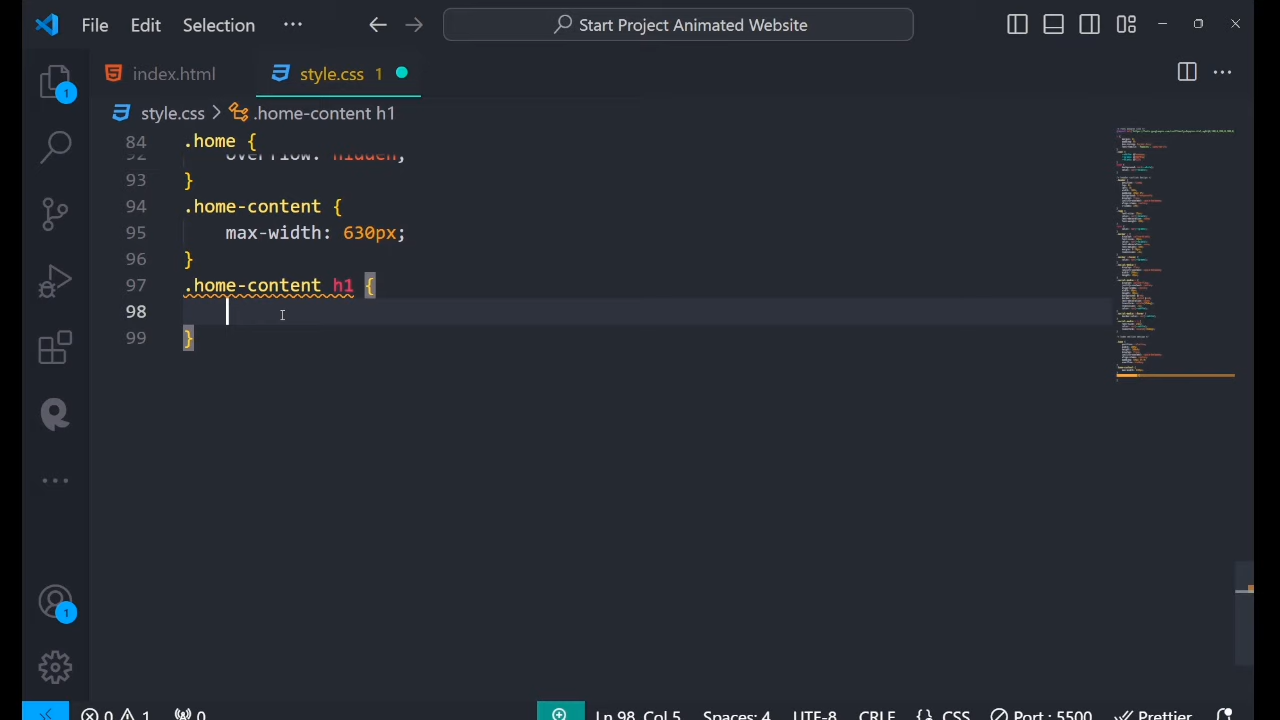 File Edit Selection ··· Start Project Animated Website
1 index.html style.css 1
style.css > .home-content h1
84 .home {
92 overflow: hidden;
93 }
94 .home-content {
95 max-width: 630px;
96 }
97 .home-content h1 {
98
99 }
1
0 1 0 Ln 98, Col 5 Spaces: 4 UTF-8 CRLF {} CSS Port : 5500 Prettier